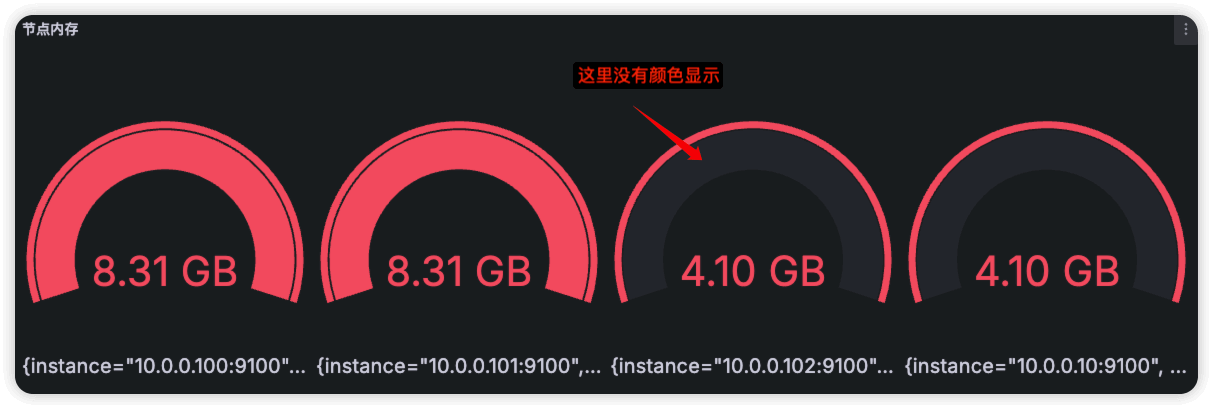 节点内存
这里没有颜色显示
8.31 GB
8.31 GB
4.10 GB
4.10 GB
{instance="10.0.0.100:9100"...
{instance="10.0.0.101:9100",...
{instance="10.0.0.102:9100"...
{instance="10.0.0.10:9100", ...